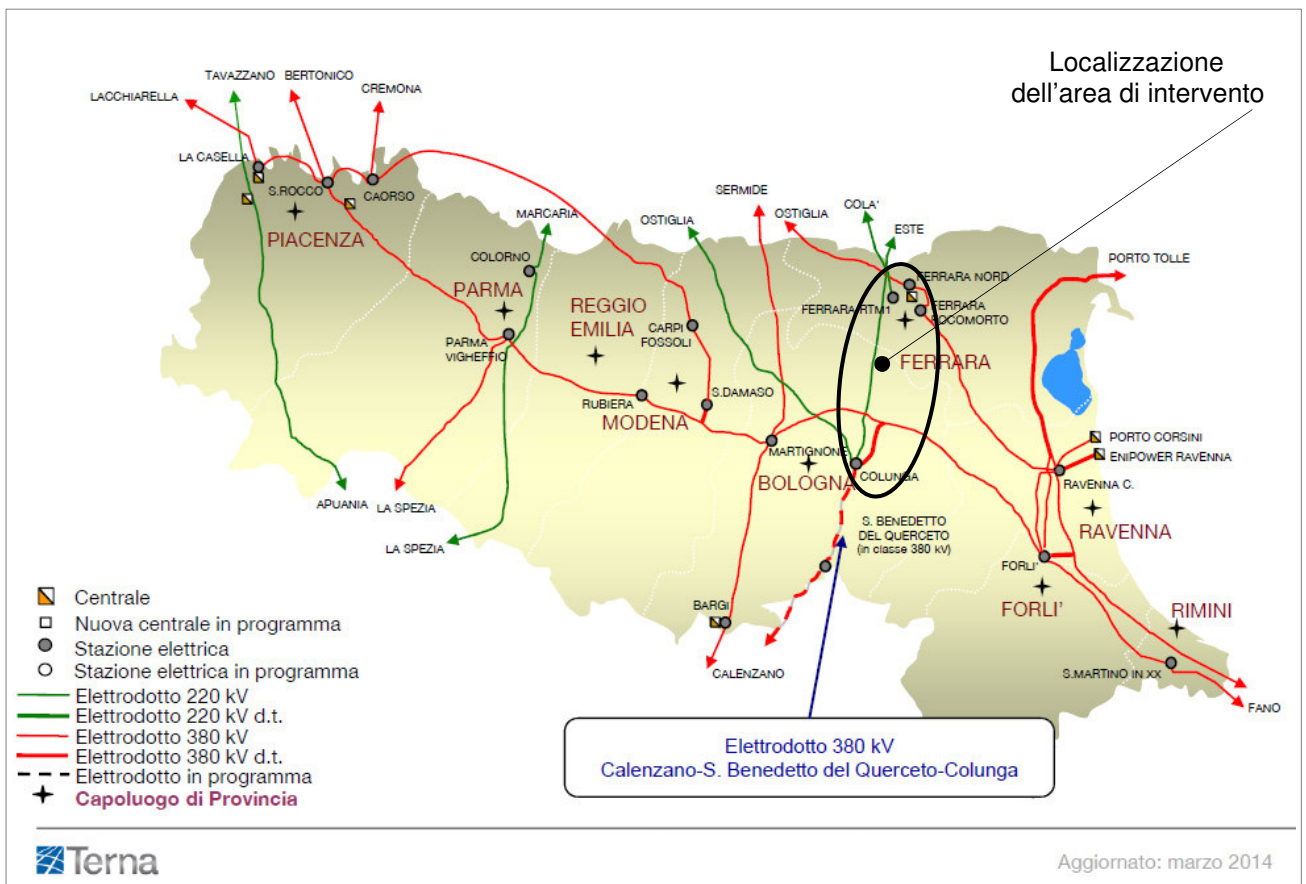 Localizzazione
dell'area di intervento
TAVAZZANO
BERTONICO
CREMONA
LACCHIARELLA
LA CASELLA
S.ROCCO
CAORSO
PIACENZA
MARCARIA
OSTIGLIA
SERMIDE
OSTIGLIA
COLA'
ESTE
PORTO TOLLE
COLORNO
PARMA
PARMA
VIGHEFFIO
REGGIO
EMILIA
CARPI
FOSSOLI
FERRARA NORD
FERRARA RTM1
FERRARA
FOCOMORTO
FERRARA
RUBIERA
S.DAMASO
MODENA
MARTIGNONE
BOLOGNA
COLUNGA
PORTO CORSINI
ENIPOWER RAVENNA
RAVENNA C.
RAVENNA
APUANIA
LA SPEZIA
LA SPEZIA
S. BENEDETTO
DEL QUERCETO
(in classe 380 kV)
FORLI'
FORLI'
RIMINI
BARGI
CALENZANO
S.MARTINO IN XX
FANO
Centrale
Nuova centrale in programma
Stazione elettrica
Stazione elettrica in programma
Elettrodotto 220 kV
Elettrodotto 220 kV d.t.
Elettrodotto 380 kV
Elettrodotto 380 kV d.t.
Elettrodotto in programma
Capoluogo di Provincia
Elettrodotto 380 kV
Calenzano-S. Benedetto del Querceto-Colunga
Terna
Aggiornato: marzo 2014